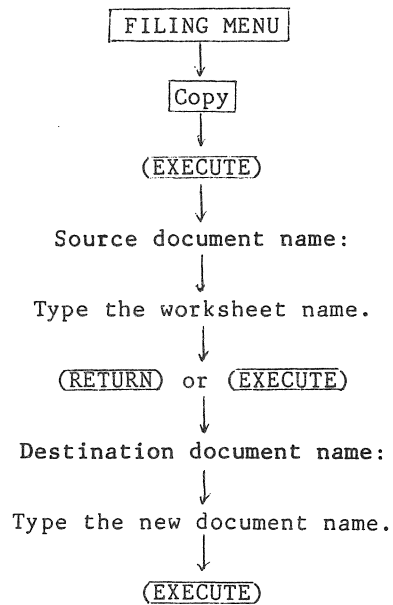 FILING MENU
Copy
(EXECUTE)
Source document name:
Type the worksheet name.
(RETURN) or (EXECUTE)
Destination document name:
Type the new document name.
(EXECUTE)